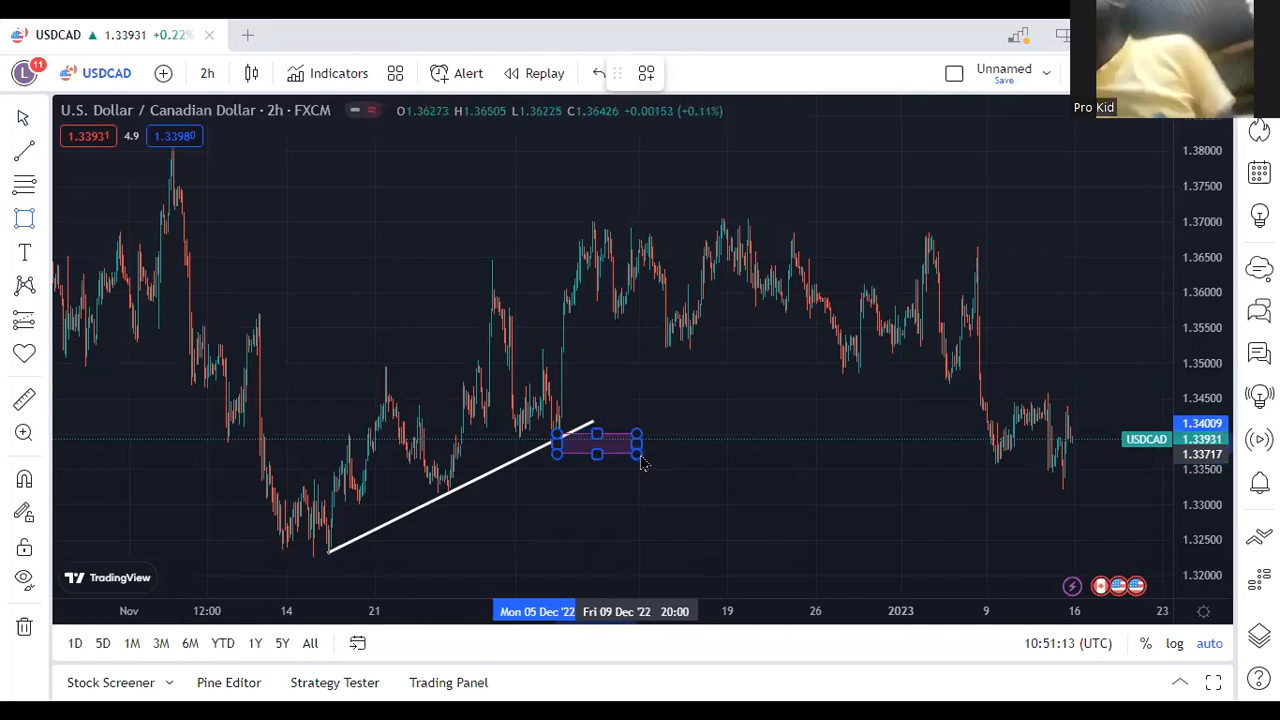 USDCAD 1.33931 +0.22%
11 USDCAD 2h Indicators Alert Replay Unnamed
Save
Pro Kid
U.S. Dollar / Canadian Dollar · 2h · FXCM O1.36273 H1.36505 L1.36225 C1.36426 +0.00153 (+0.11%)
1.33931 4.9 1.33980
1.38000
1.37500
1.37000
1.36500
1.36000
1.35500
1.35000
1.34500
1.34009
USDCAD 1.33931
1.33717
1.33500
1.33000
1.32500
1.32000
TradingView
Nov 12:00 14 21 Mon 05 Dec '22 Fri 09 Dec '22 20:00 19 26 2023 9 16 23
1D 5D 1M 3M 6M YTD 1Y 5Y All 10:51:13 (UTC) % log auto
Stock Screener Pine Editor Strategy Tester Trading Panel